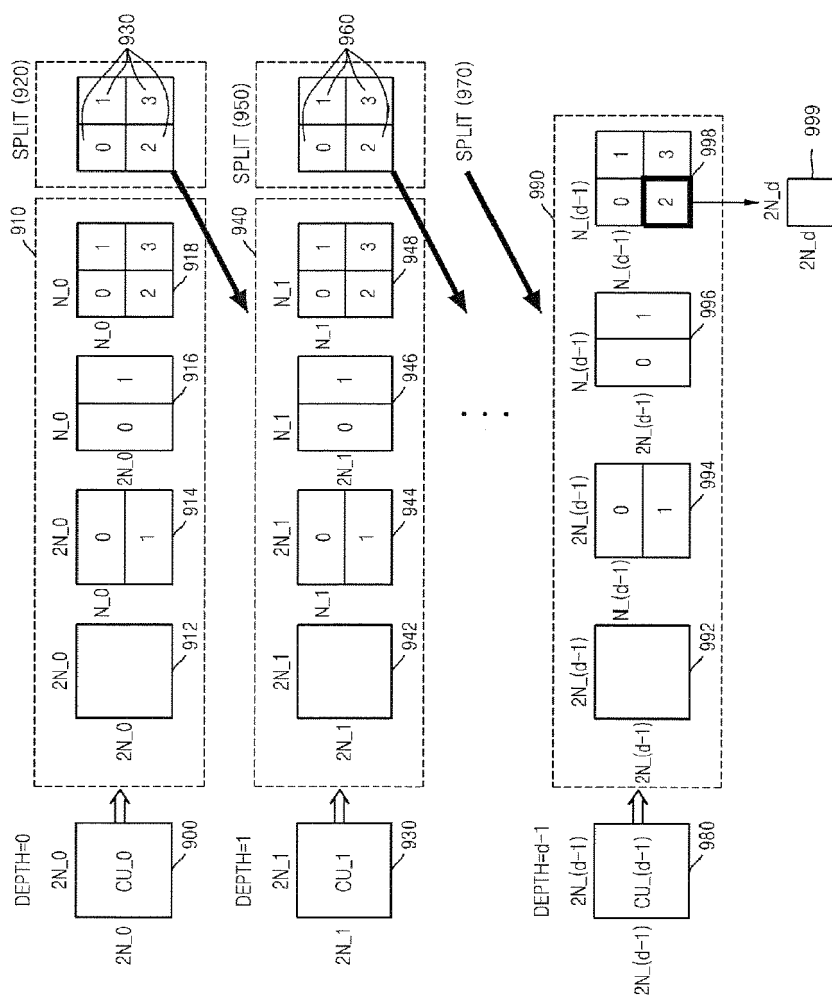 DEPTH=0
2N_0
2N_0
CU_0
900
910
2N_0
2N_0
912
2N_0
N_0
0
1
914
N_0
2N_0
0
1
916
N_0
N_0
0
1
2
3
918
SPLIT (920)
0
1
2
3
930
DEPTH=1
2N_1
2N_1
CU_1
930
940
2N_1
2N_1
942
2N_1
N_1
0
1
944
N_1
2N_1
0
1
946
N_1
N_1
0
1
2
3
948
SPLIT (950)
0
1
2
3
960
SPLIT (970)
DEPTH=d-1
2N_(d-1)
2N_(d-1)
CU_(d-1)
980
990
2N_(d-1)
2N_(d-1)
992
2N_(d-1)
N_(d-1)
0
1
994
N_(d-1)
2N_(d-1)
0
1
996
N_(d-1)
N_(d-1)
0
1
2
3
998
2N_d
2N_d
999